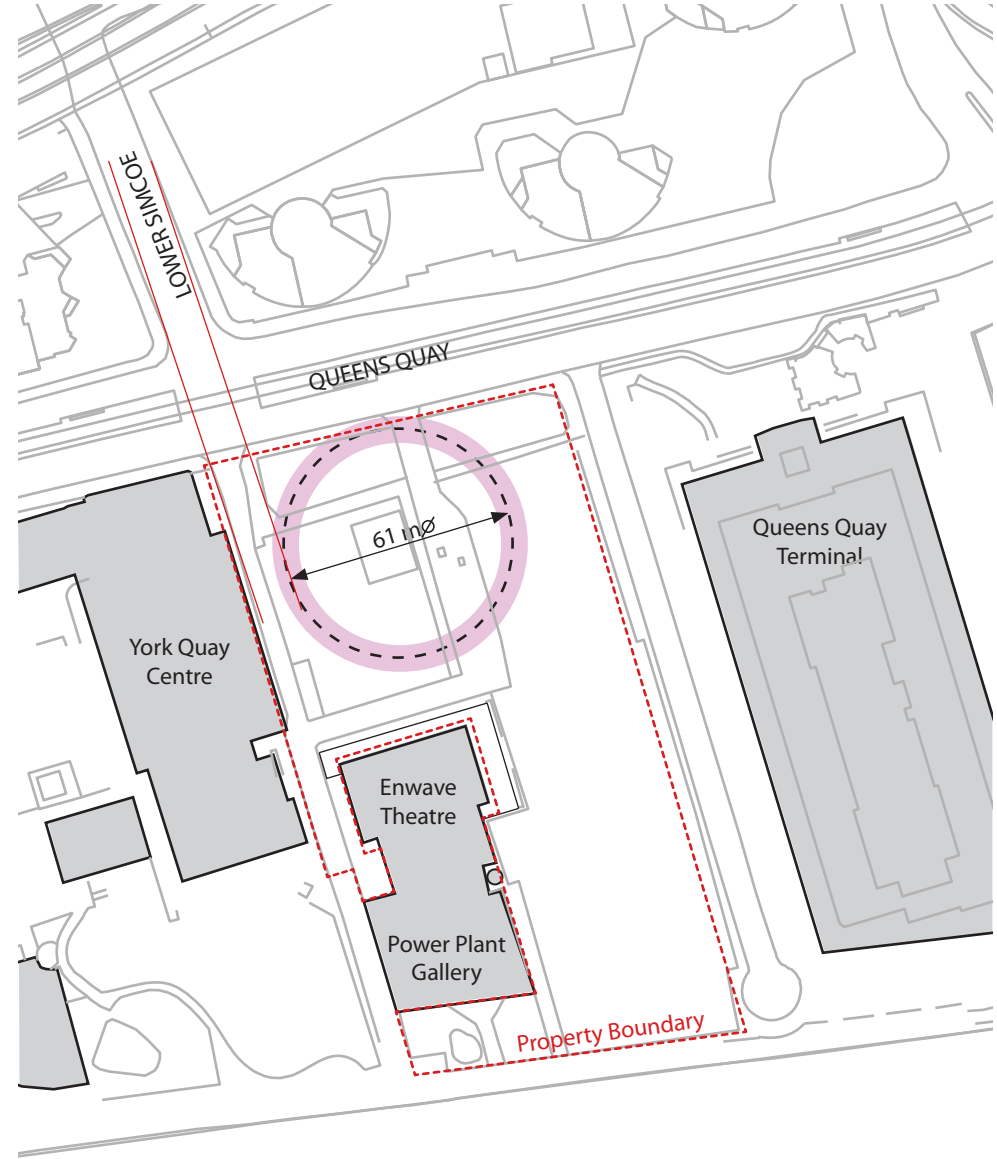 LOWER SIMCOE
QUEENS QUAY
61 mø
Queens Quay
Terminal
York Quay
Centre
Enwave
Theatre
Power Plant
Gallery
Property Boundary